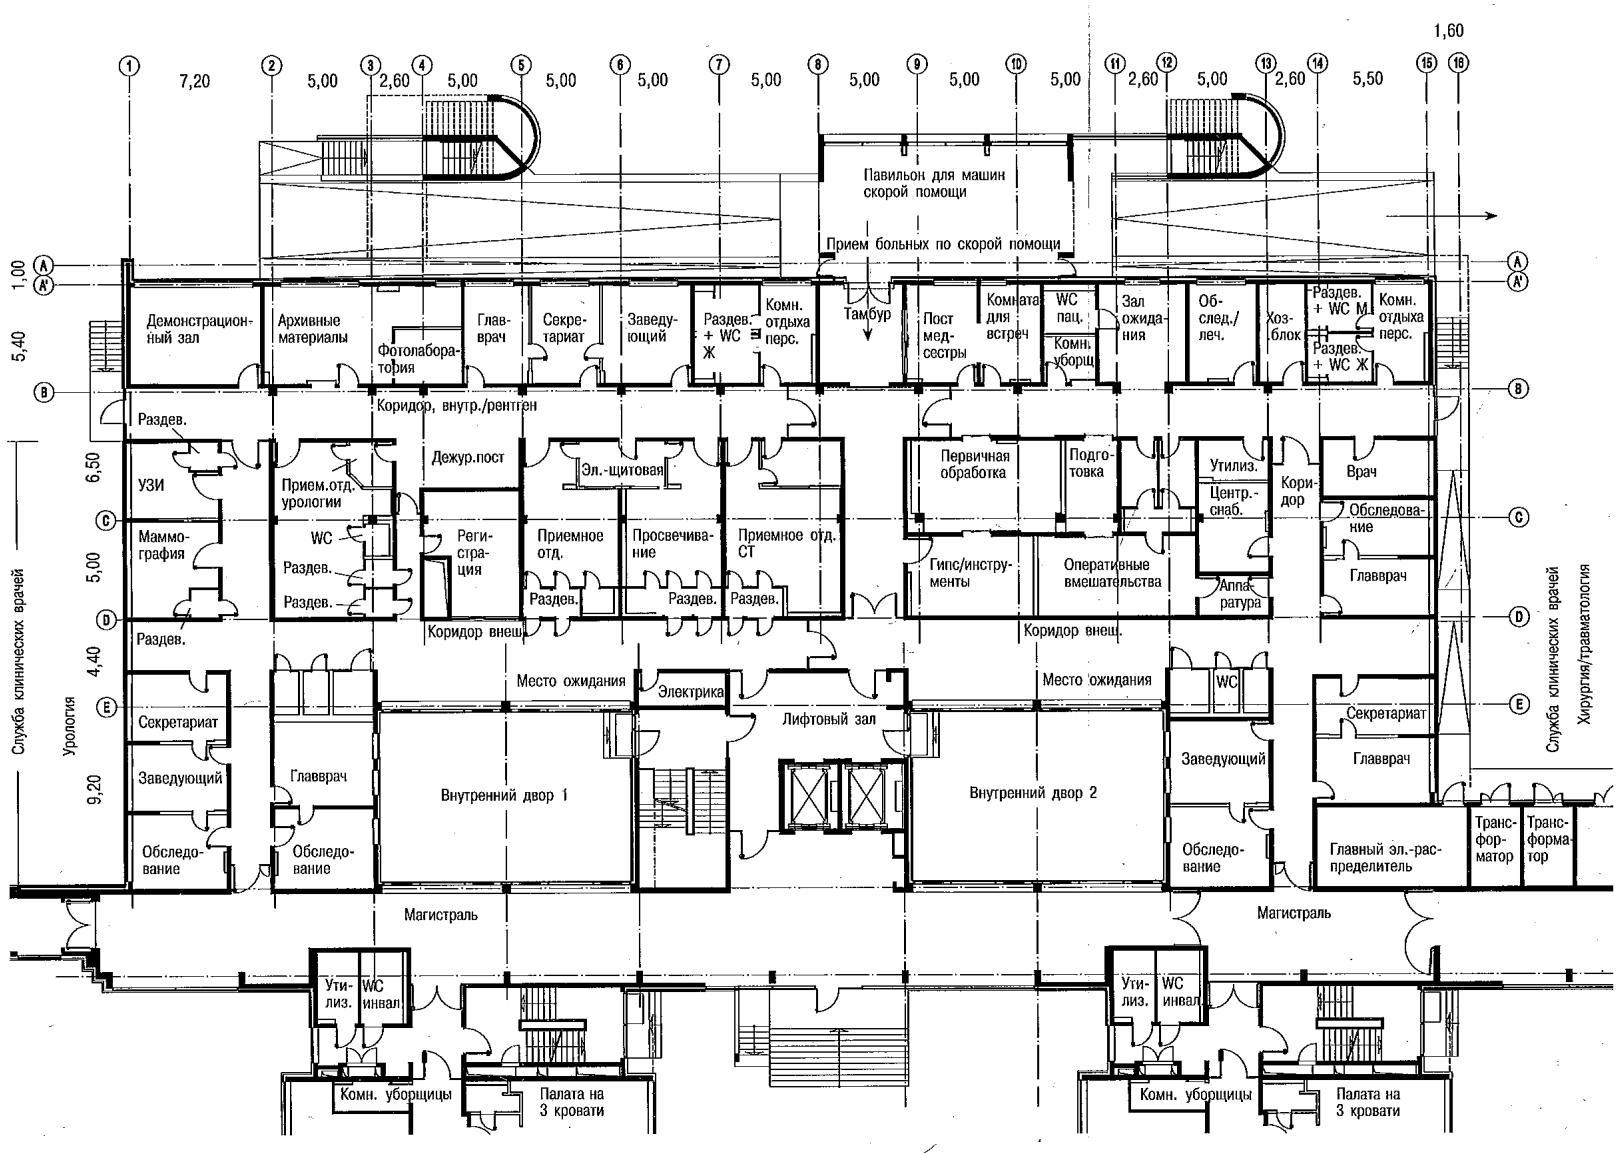 1,60
1 2 3 4 5 6 7 8 9 10 11 12 13 14 15 16
7,20 5,00 2,60 5,00 5,00 5,00 5,00 5,00 5,00 5,00 2,60 5,00 2,60 5,50
Павильон для машин
скорой помощи
Прием больных по скорой помощи
1,00
A
A'
A
A'
5,40
Демонстрацион-
ный зал
Архивные
материалы
Фотолабора-
тория
Глав-
врач
Секре-
тариат
Заведу-
ющий
Раздев.
+ WC
Ж
Комн.
отдыха
перс.
Тамбур
Пост
мед-
сестры
Комната
для
встреч
WC
пац.
Комн.
уборщ.
Зал
ожида-
ния
Об-
след./
леч.
Хоз-
блок
Раздев.
+ WC М
Раздев.
+ WC Ж
Комн.
отдыха
перс.
B
B
Коридор, внутр./рентген
6,50
Раздев.
УЗИ
Прием.отд.
урологии
Дежур.пост
Эл.-щитовая
Первичная
обработка
Подго-
товка
Утилиз.
Центр.-
снаб.
Кори-
дор
Врач
Обследова-
ние
C
C
5,00
Маммо-
графия
WC
Раздев.
Раздев.
Реги-
стра-
ция
Приемное
отд.
Раздев.
Просвечива-
ние
Раздев.
Приемное отд.
СТ
Раздев.
Гипс/инстру-
менты
Оперативные
вмешательства
Аппа-
ратура
Главврач
D
D
Раздев.
Коридор внеш.
Коридор внеш.
4,40
Место ожидания
Электрика
Лифтовый зал
Место ожидания
WC
E
E
Служба клинических врачей
Урология
Служба клинических врачей
Хирургия/травматология
9,20
Секретариат
Заведующий
Обследо-
вание
Главврач
Обследо-
вание
Внутренний двор 1
Внутренний двор 2
Заведующий
Обследо-
вание
Секретариат
Главврач
Главный эл.-рас-
пределитель
Транс-
фор-
матор
Транс-
форма-
тор
Магистраль
Магистраль
Ути-
лиз.
WC
инвал.
Ути-
лиз.
WC
инвал.
Комн. уборщицы
Палата на
3 кровати
Комн. уборщицы
Палата на
3 кровати